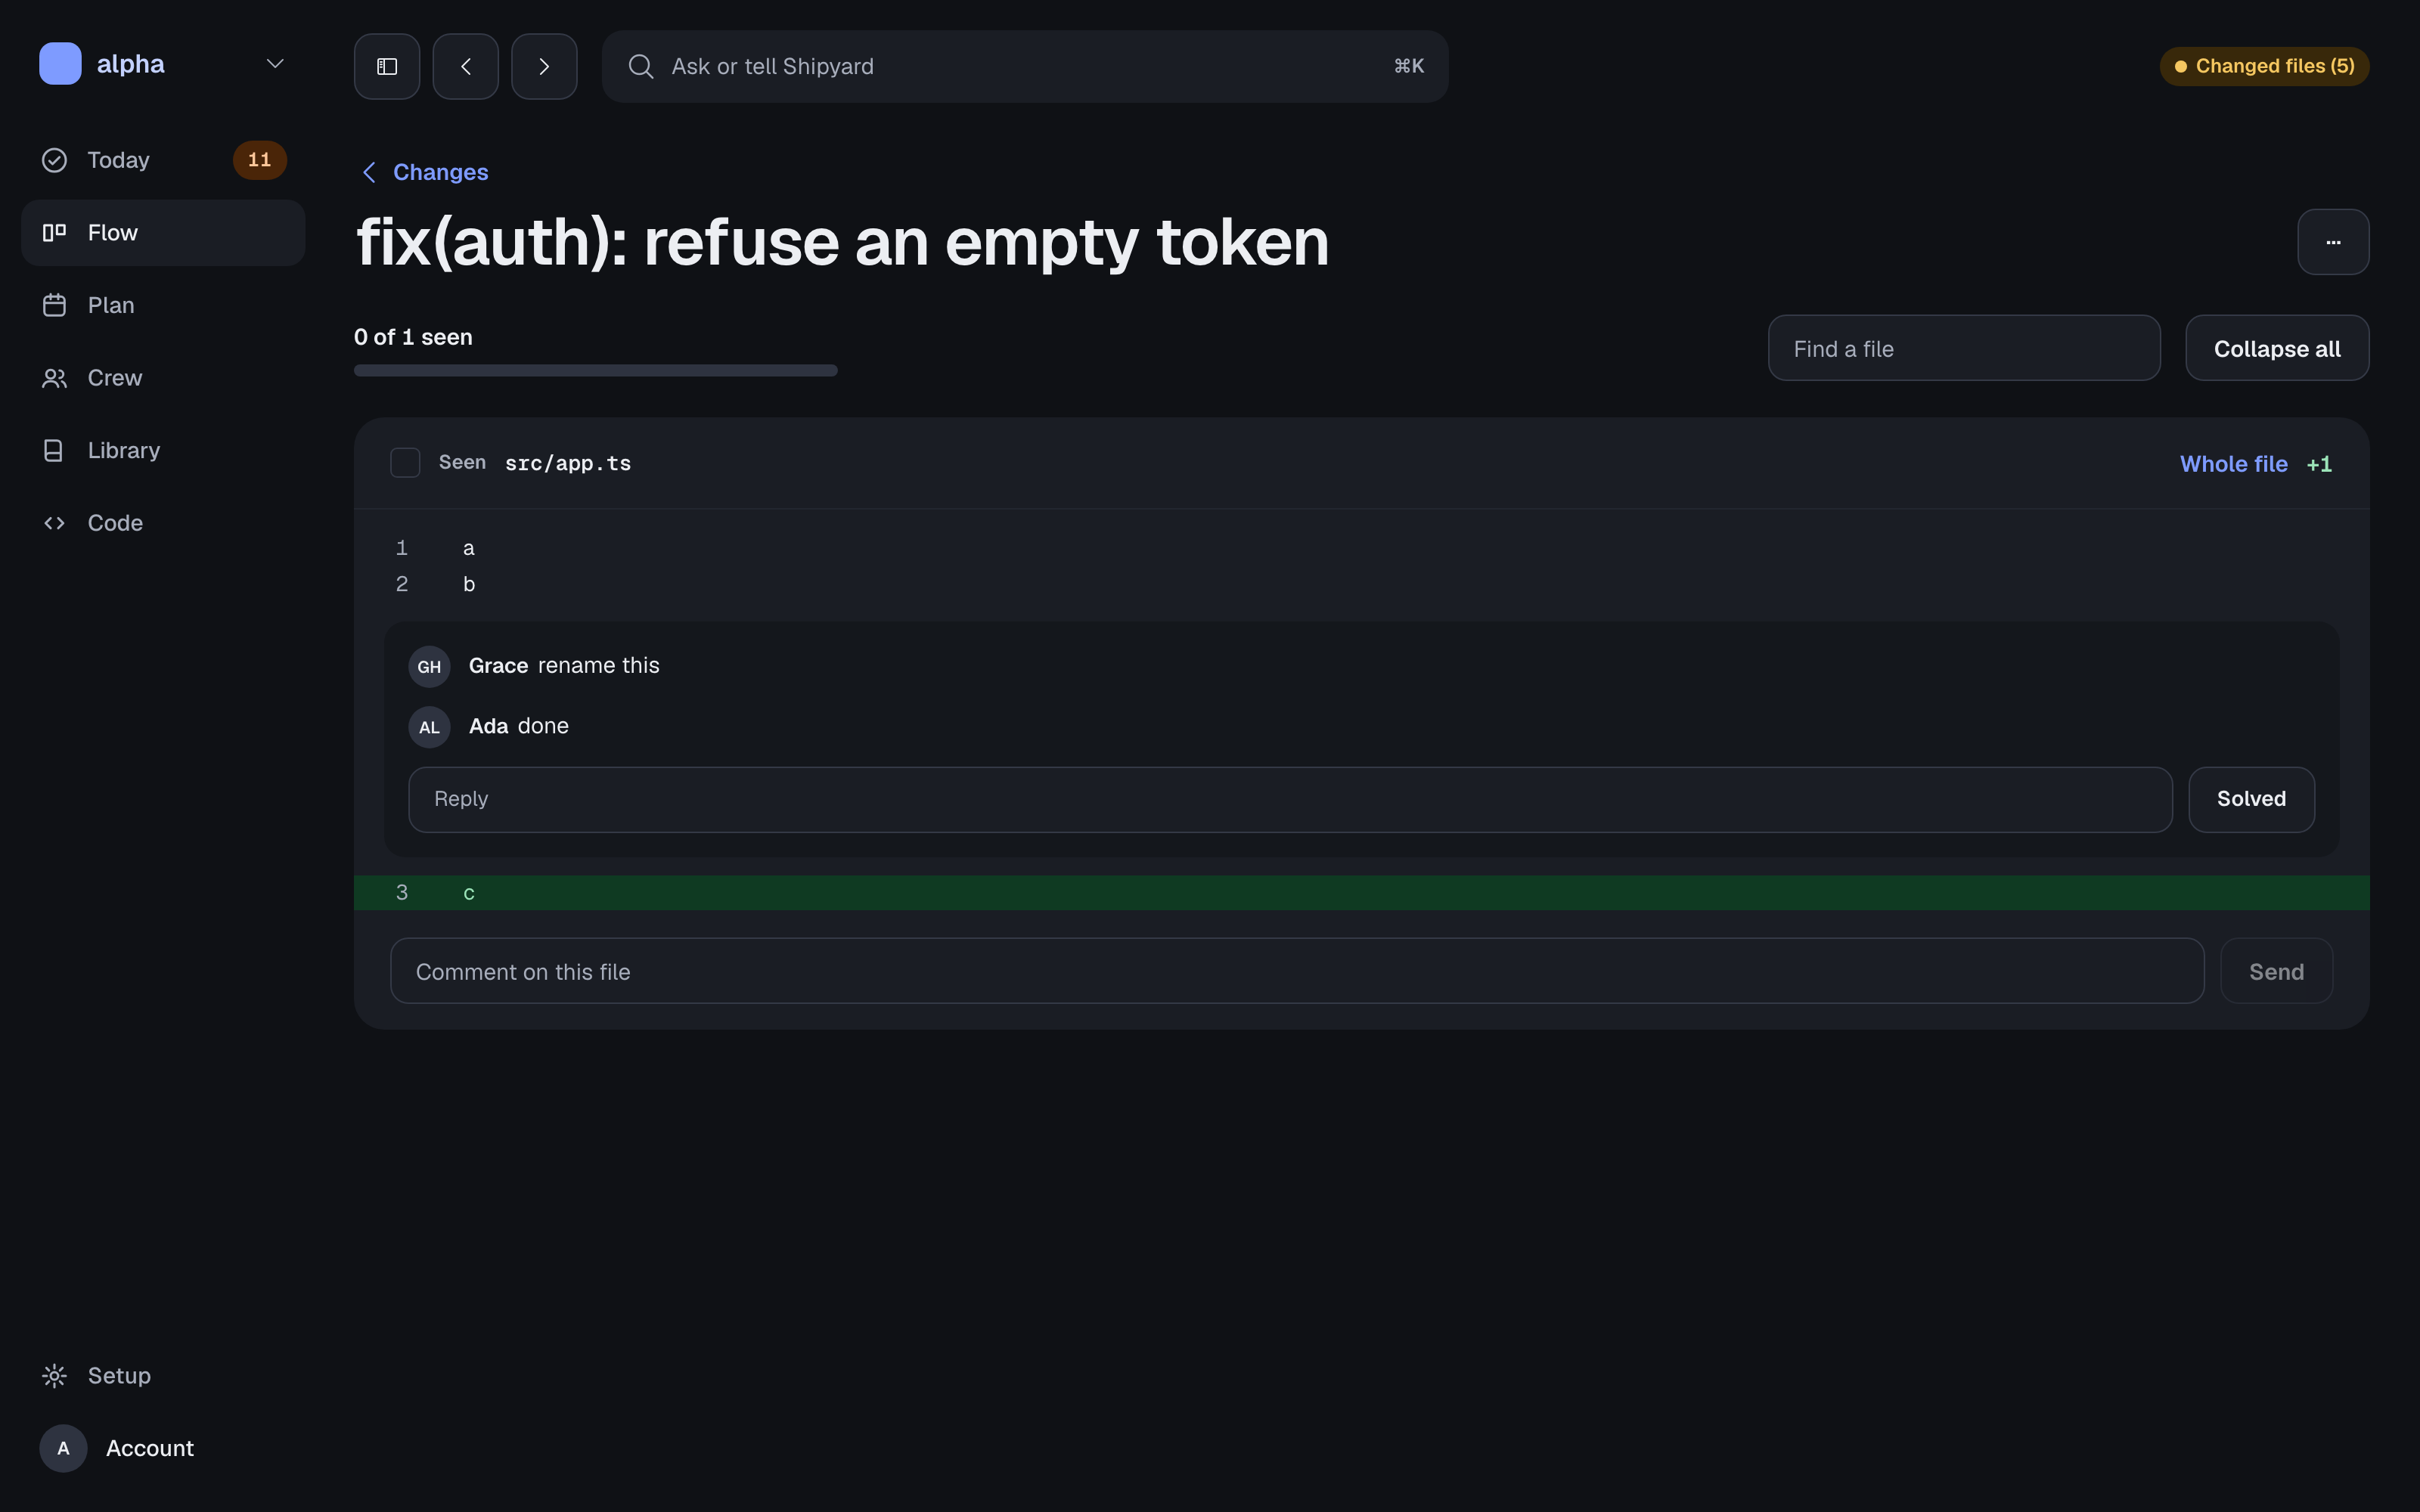 alpha
Ask or tell Shipyard ⌘K
Changed files (5)
Today 11
Flow
Plan
Crew
Library
Code
Changes
fix(auth): refuse an empty token
···
0 of 1 seen
Find a file
Collapse all
Seen src/app.ts
Whole file +1
1 a
2 b
GH Grace rename this
AL Ada done
Reply
Solved
3 c
Comment on this file
Send
Setup
A Account